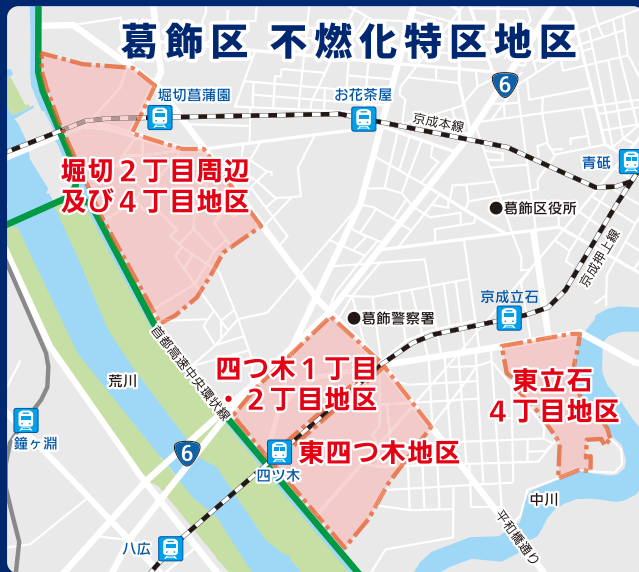 葛飾区 不燃化特区地区
6
堀切菖蒲園
お花茶屋
京成本線
青砥
堀切２丁目周辺
及び４丁目地区
●葛飾区役所
京成押上線
京成立石
●葛飾警察署
首都高速中央環状線
四つ木１丁目
・２丁目地区
東立石
４丁目地区
荒川
鐘ヶ淵
6
東四つ木地区
四ツ木
中川
平和橋通り
八広